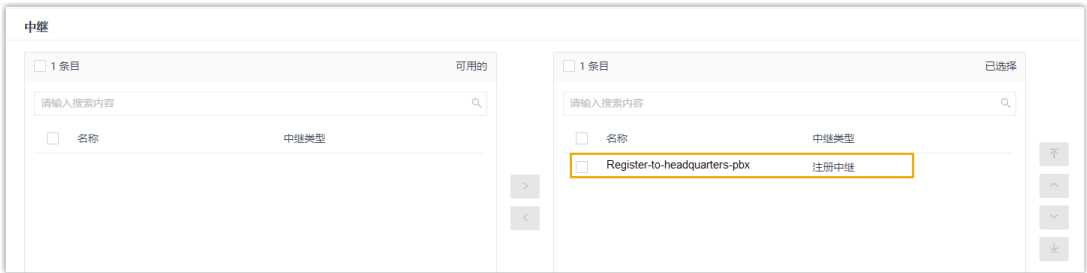 中继
1 条目 可用的
请输入搜索内容
名称 中继类型
1 条目 已选择
请输入搜索内容
名称 中继类型
Register-to-headquarters-pbx 注册中继